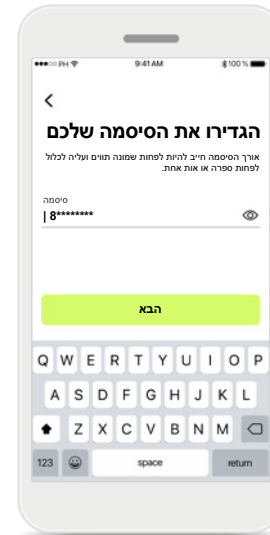 PH 9:41 AM 100 %
הגדירו את הסיסמה שלכם
אורך הסיסמה חייב להיות לפחות שמונה תווים ועליה לכלול
לפחות ספרה או אות אחת.
סיסמה
| 8********
הבא
Q W E R T Y U I O P
A S D F G H J K L
Z X C V B N M
123 space return